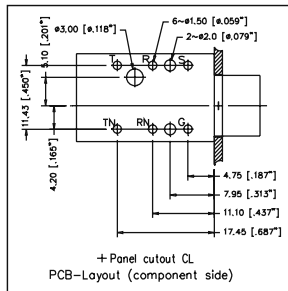 ø3,00 [ø.118"]
6-ø1.50 [ø.059"]
2-ø2.0 [ø.079"]
T
R
S
5,10 [.201"]
11,43 [.450"]
4,20 [.165"]
TN
RN
G
4.75 [.187"]
7.95 [.313"]
11,10 [.437"]
17.45 [.687"]
+ Panel cutout CL
PCB-Layout (component side)